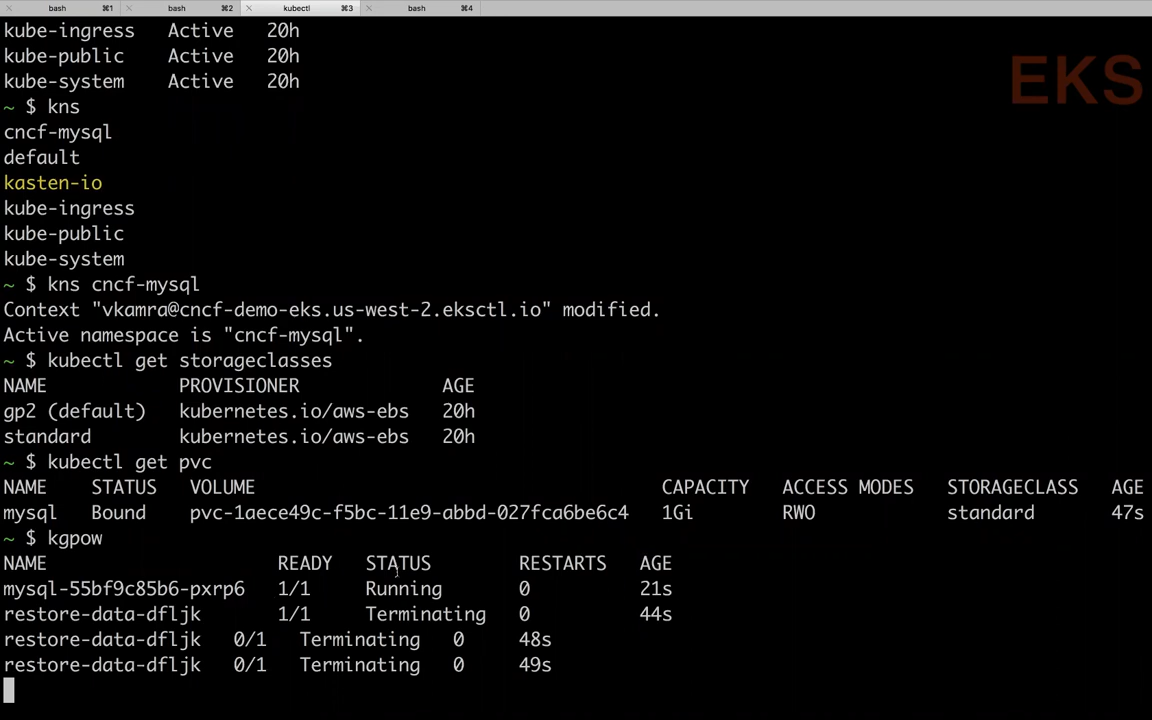 bash ⌘1 bash ⌘2 kubectl ⌘3 bash ⌘4
kube-ingress Active 20h
kube-public Active 20h
kube-system Active 20h
EKS
~ $ kns
cncf-mysql
default
kasten-io
kube-ingress
kube-public
kube-system
~ $ kns cncf-mysql
Context "vkamra@cncf-demo-eks.us-west-2.eksctl.io" modified.
Active namespace is "cncf-mysql".
~ $ kubectl get storageclasses
NAME PROVISIONER AGE
gp2 (default) kubernetes.io/aws-ebs 20h
standard kubernetes.io/aws-ebs 20h
~ $ kubectl get pvc
NAME STATUS VOLUME CAPACITY ACCESS MODES STORAGECLASS AGE
mysql Bound pvc-1aece49c-f5bc-11e9-abbd-027fca6be6c4 1Gi RWO standard 47s
~ $ kgpow
NAME READY STATUS RESTARTS AGE
mysql-55bf9c85b6-pxrp6 1/1 Running 0 21s
restore-data-dfljk 1/1 Terminating 0 44s
restore-data-dfljk 0/1 Terminating 0 48s
restore-data-dfljk 0/1 Terminating 0 49s